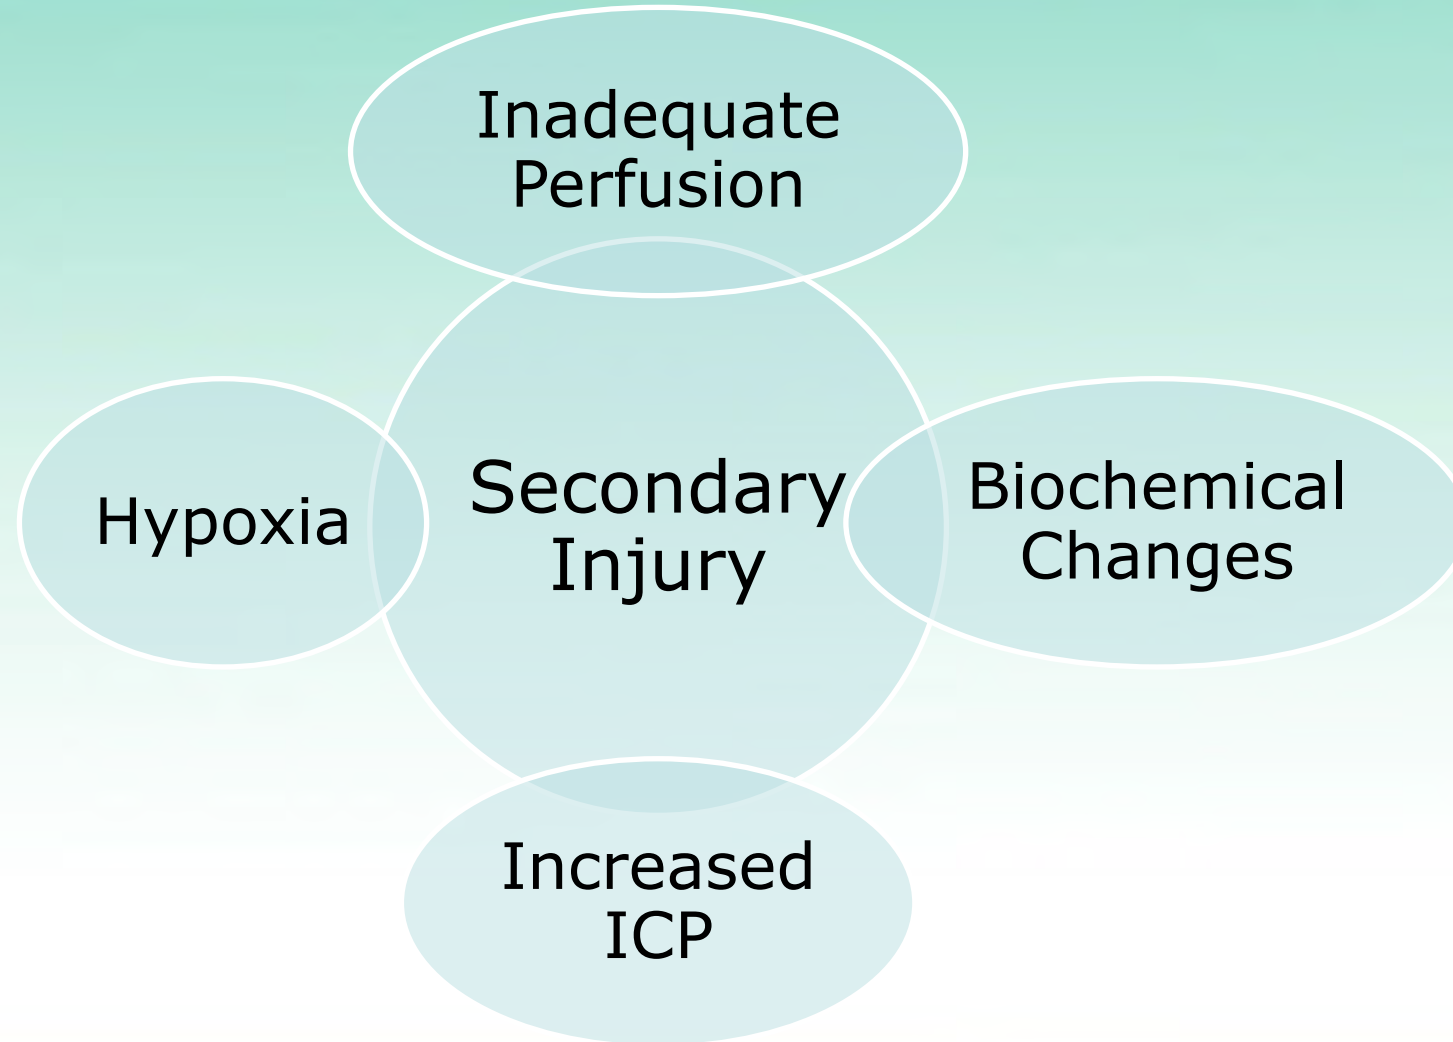 Inadequate
Perfusion
Hypoxia
Secondary
Injury
Biochemical
Changes
Increased
ICP